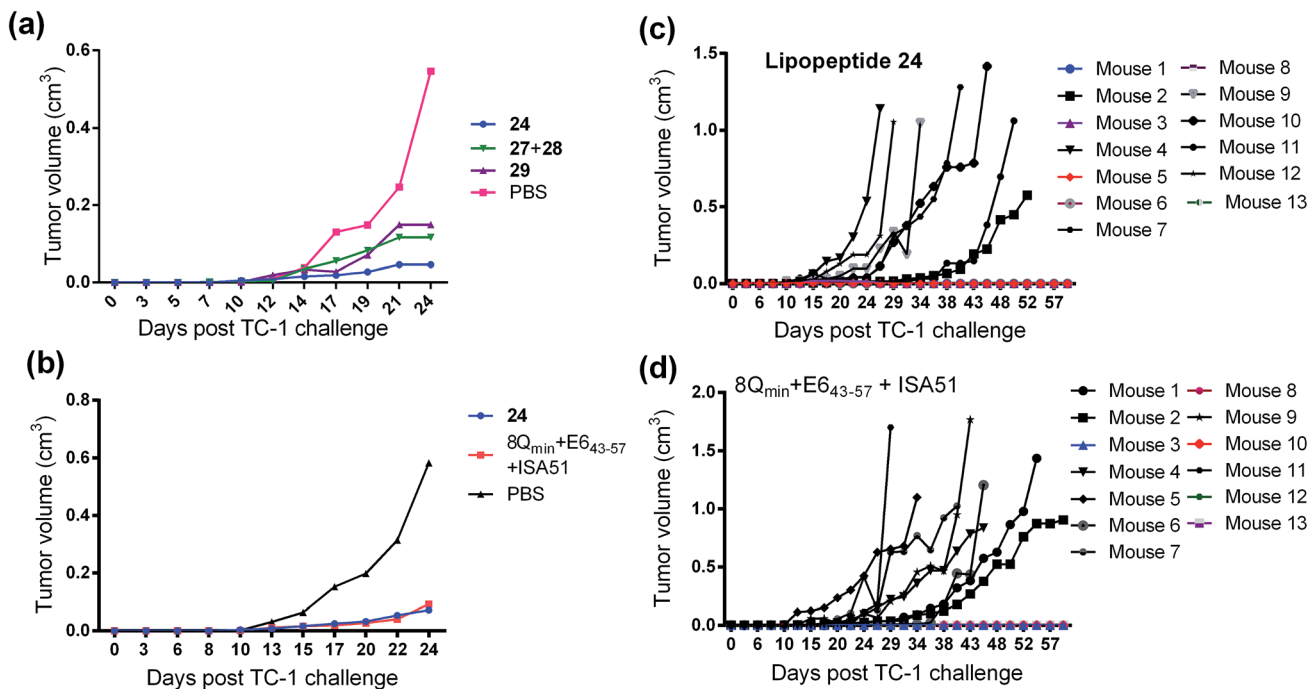 (a)
Tumor volume (cm³)
0.6
0.4
0.2
0.0
0 3 5 7 10 12 14 17 19 21 24
Days post TC-1 challenge
24
27+28
29
PBS
(b)
Tumor volume (cm³)
0.8
0.6
0.4
0.2
0.0
0 3 6 8 10 13 15 17 20 22 24
Days post TC-1 challenge
24
8Qmin+E643-57
+ISA51
PBS
(c)
Lipopeptide 24
Tumor volume (cm³)
1.5
1.0
0.5
0.0
0 6 10 15 20 24 29 34 38 43 48 52 57
Days post TC-1 challenge
Mouse 1
Mouse 2
Mouse 3
Mouse 4
Mouse 5
Mouse 6
Mouse 7
Mouse 8
Mouse 9
Mouse 10
Mouse 11
Mouse 12
Mouse 13
(d)
8Qmin+E643-57 + ISA51
Tumor volume (cm³)
2.0
1.5
1.0
0.5
0.0
0 6 10 15 20 24 29 34 38 43 48 52 57
Days post TC-1 challenge
Mouse 1
Mouse 2
Mouse 3
Mouse 4
Mouse 5
Mouse 6
Mouse 7
Mouse 8
Mouse 9
Mouse 10
Mouse 11
Mouse 12
Mouse 13